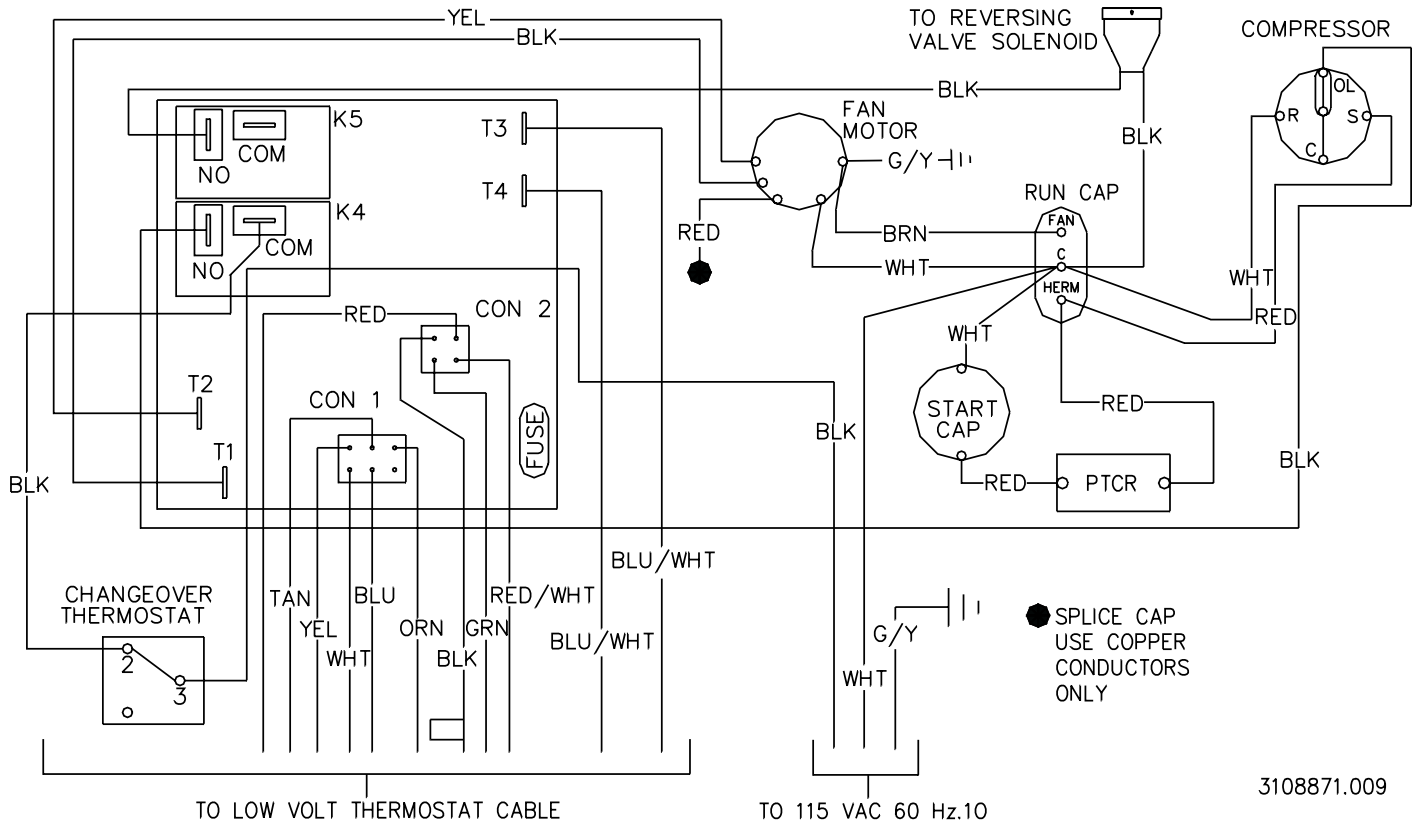 YEL
BLK
TO REVERSING
VALVE SOLENOID
COMPRESSOR
OL
R
S
C
BLK
BLK
FAN
MOTOR
G/Y
K5
COM
NO
K4
COM
NO
T3
T4
RED
RUN CAP
FAN
C
HERM
BRN
WHT
WHT
RED
WHT
RED
CON 2
T2
CON 1
FUSE
T1
START
CAP
RED
BLK
RED
PTCR
BLK
BLK
CHANGEOVER
THERMOSTAT
2
3
TAN
YEL
WHT
BLU
ORN
BLK
GRN
RED/WHT
BLU/WHT
BLU/WHT
G/Y
WHT
SPLICE CAP
USE COPPER
CONDUCTORS
ONLY
3108871.009
TO LOW VOLT THERMOSTAT CABLE
TO 115 VAC 60 Hz.10